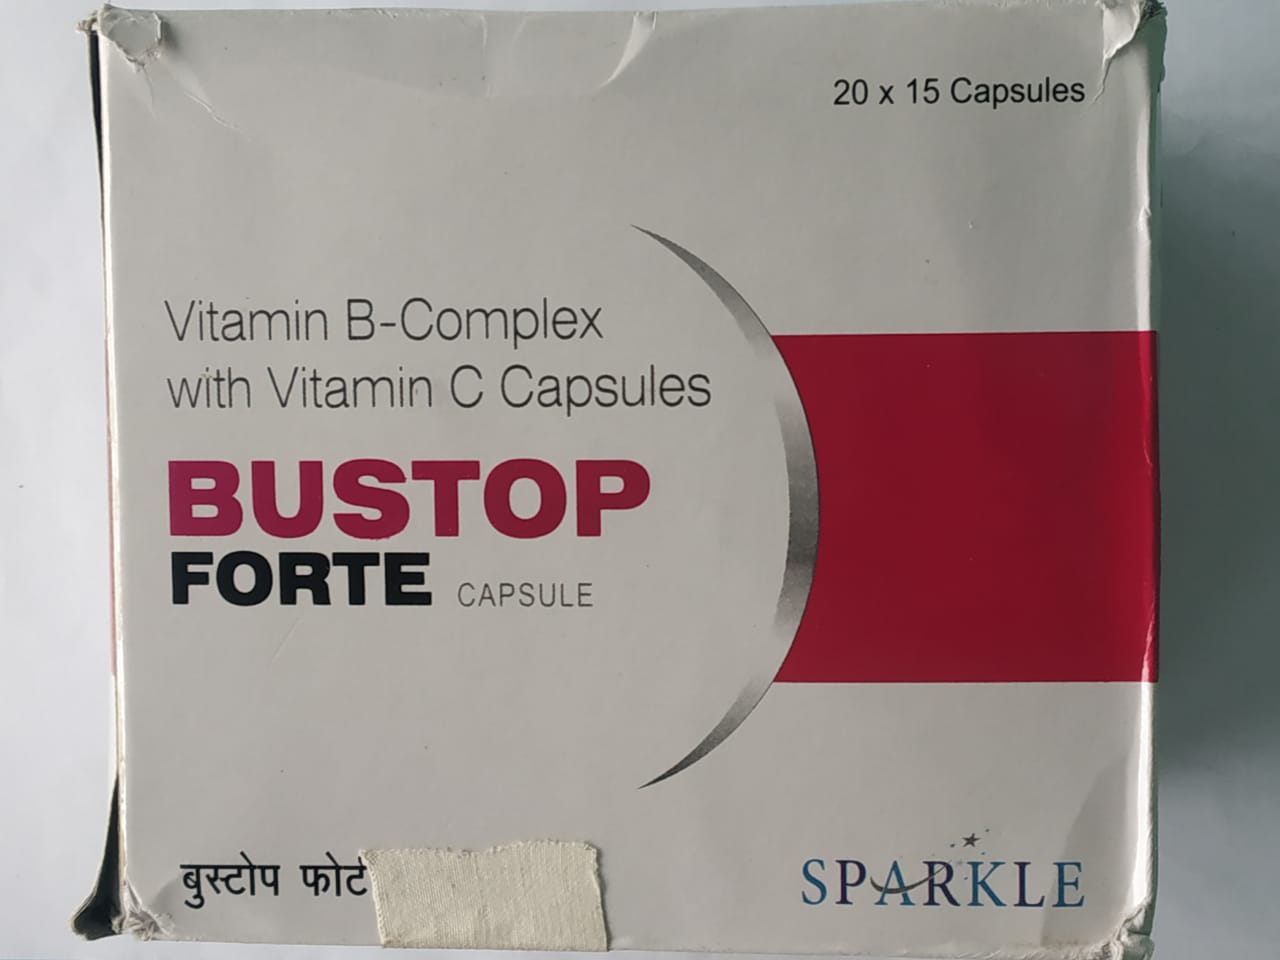 20 x 15 Capsules
Vitamin B-Complex
with Vitamin C Capsules
BUSTOP
FORTE CAPSULE
बुस्टोप फोर्ट
SPARKLE